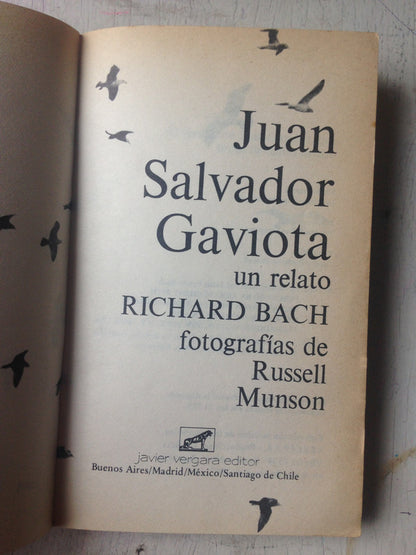 Juan
Salvador
Gaviota
un relato
RICHARD BACH
fotografías de
Russell
Munson
javier vergara editor
Buenos Aires/Madrid/México/Santiago de Chile